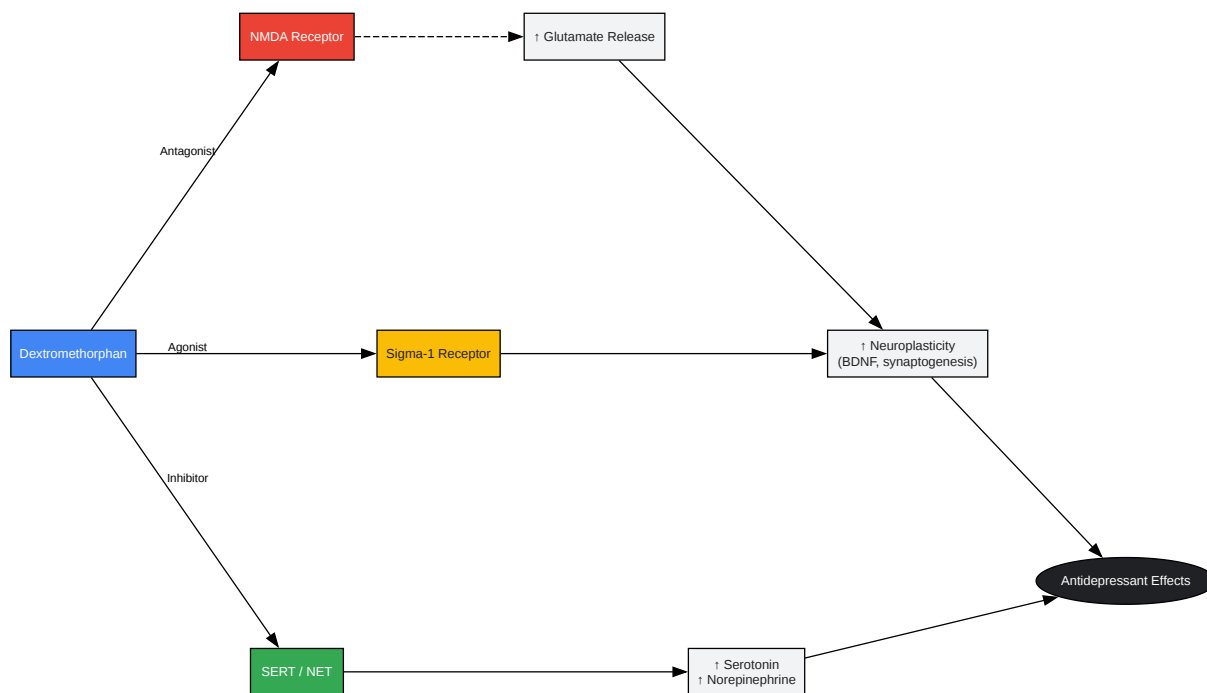 NMDA Receptor
↑ Glutamate Release
Antagonist
Dextromethorphan
Agonist
Sigma-1 Receptor
↑ Neuroplasticity
(BDNF, synaptogenesis)
Inhibitor
Antidepressant Effects
SERT / NET
↑ Serotonin
↑ Norepinephrine